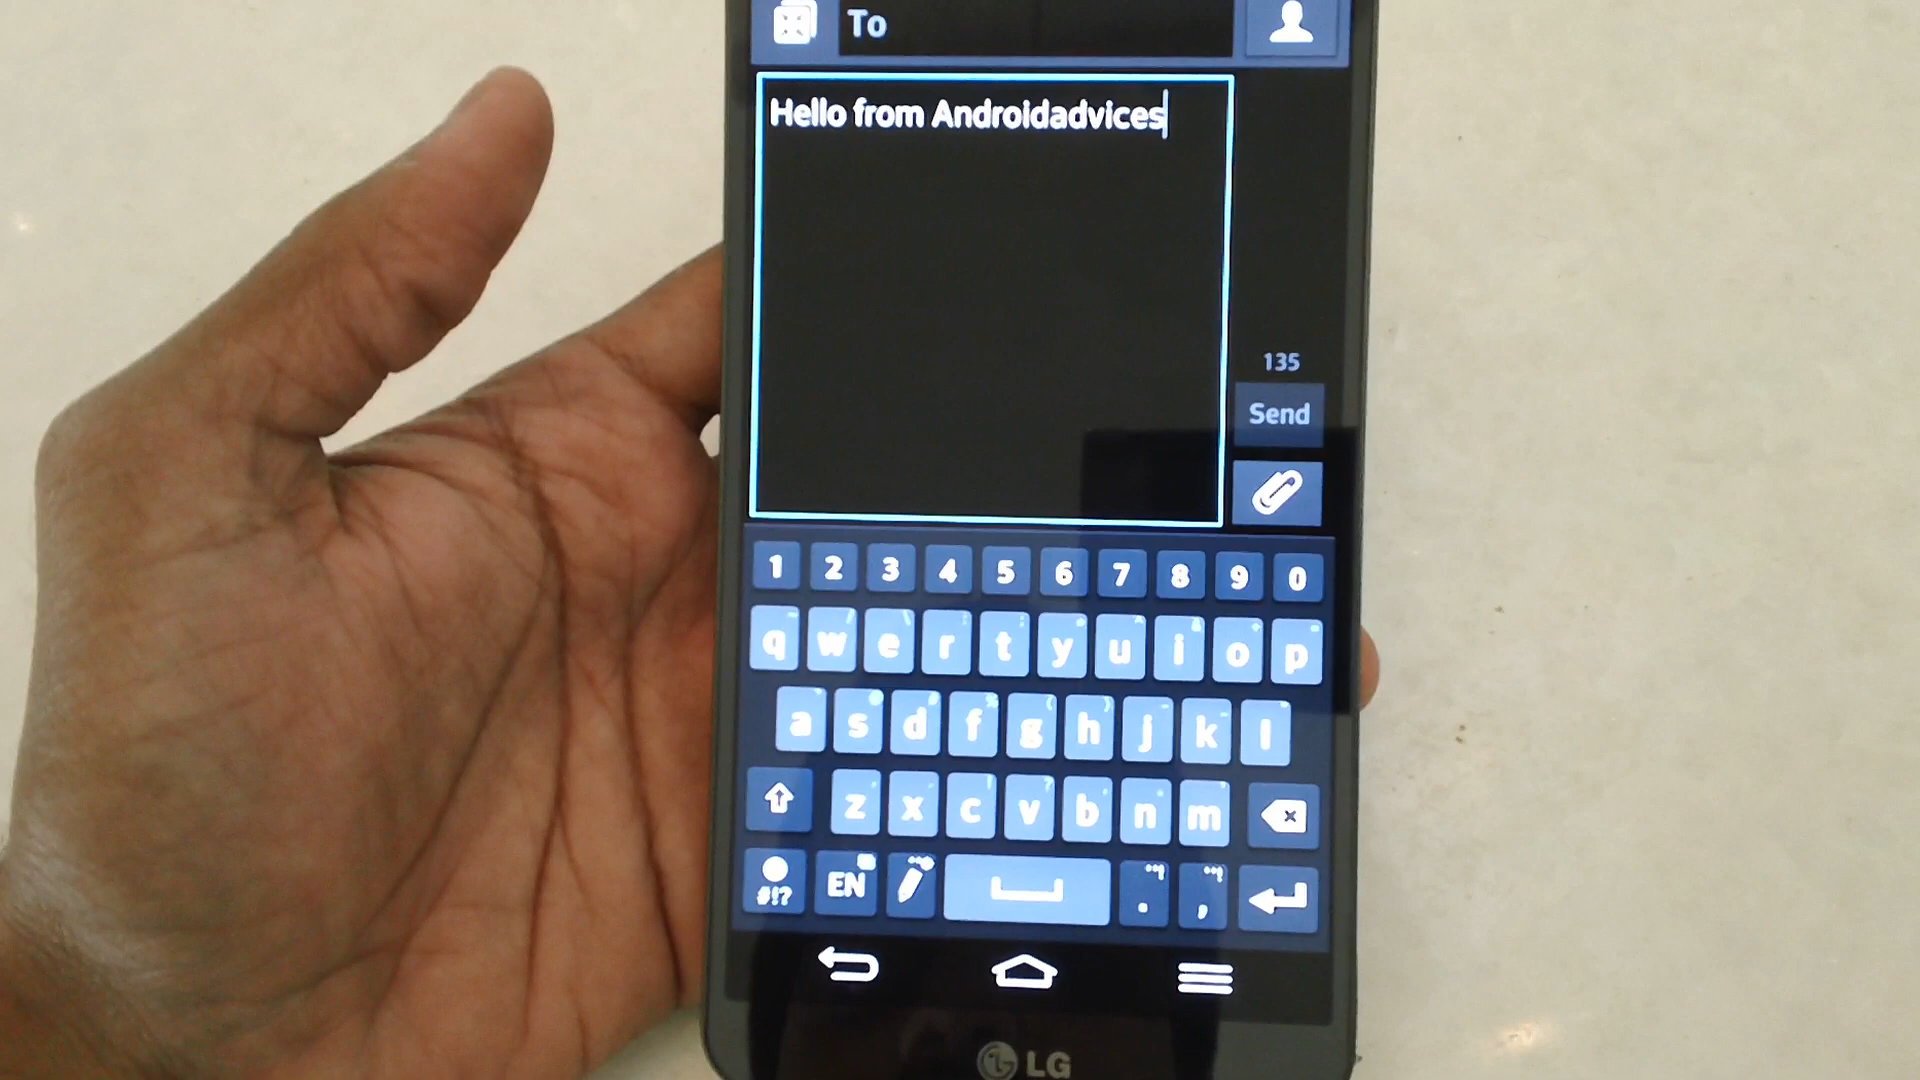 To
Hello from Androidadvices
135
Send
1 2 3 4 5 6 7 8 9 0
q w e r t y u i o p
a s d f g h j k l
z x c v b n m
#!? EN . ,
LG